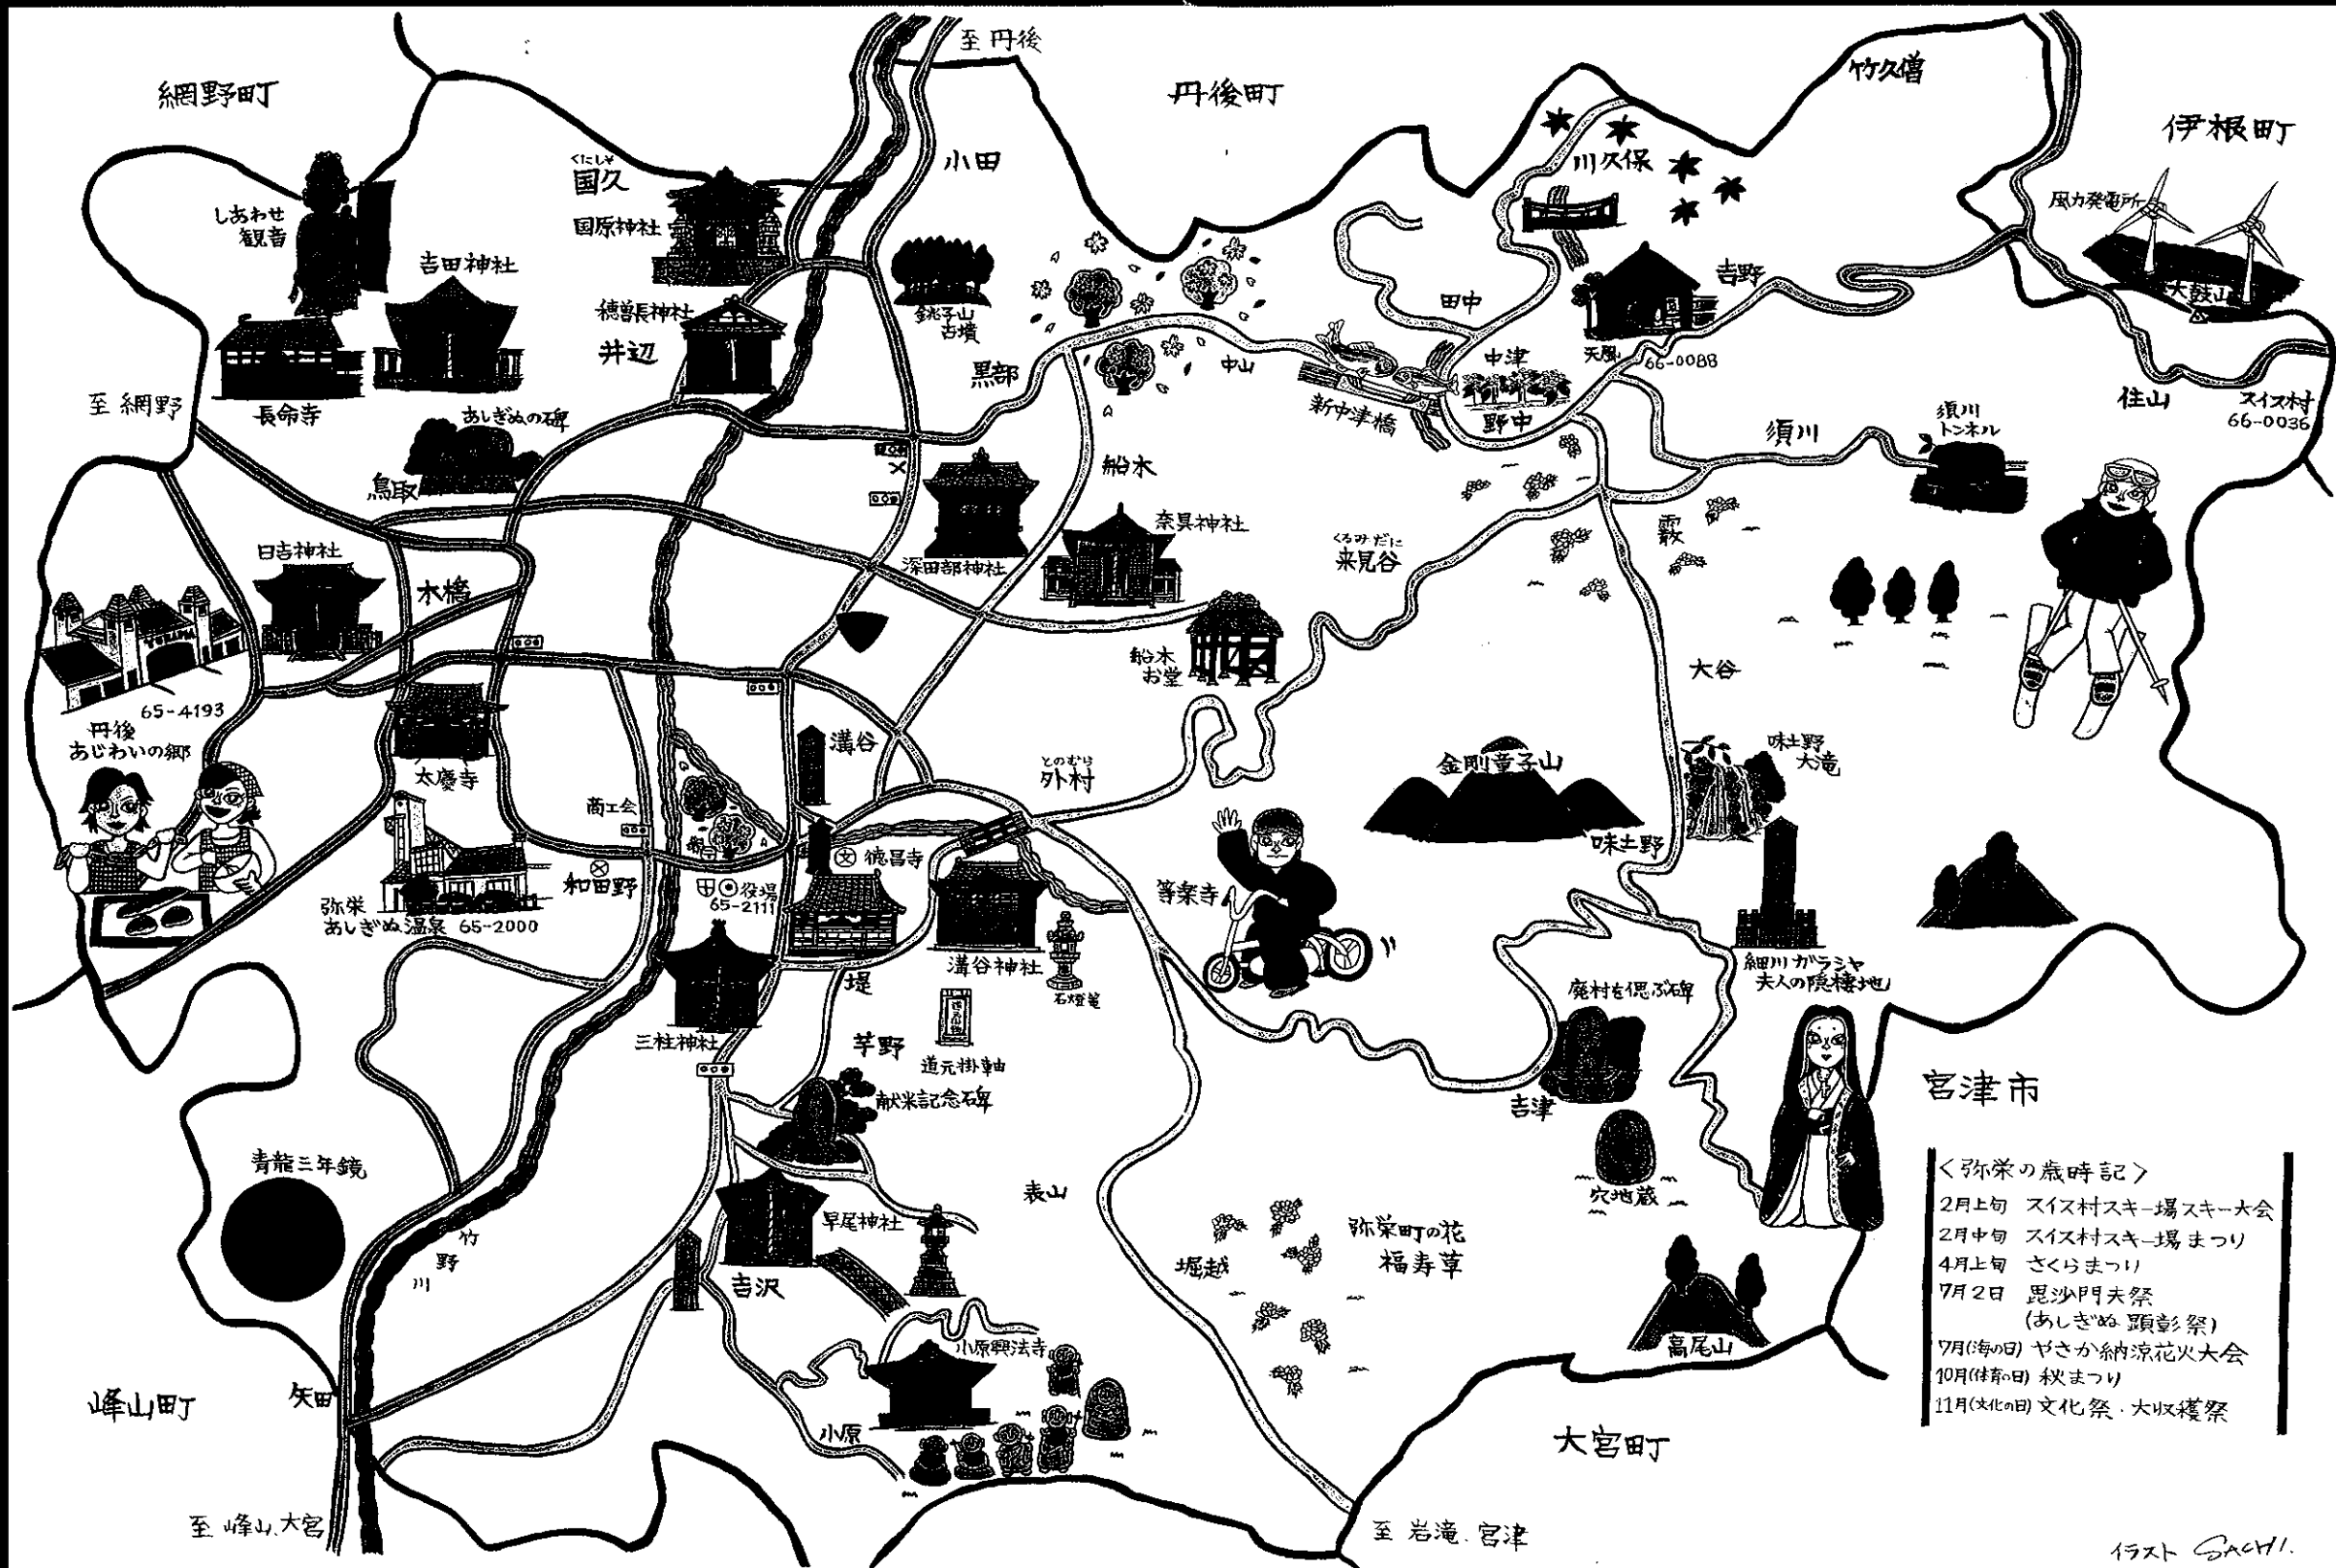 至 丹後
網野町
丹後町
竹久僧
伊根町
小田
くにしそ
国久
国原神社
川久保
風力発電所
太鼓山
しあわせ
観音
吉田神社
穂曽長神社
井辺
銚子山
古墳
黒部
中山
田中
中津
野中
新中津橋
吉野
天風
66-0088
住山
スイス村
66-0036
至 網野
長命寺
あしぎぬの碑
鳥取
船木
須川
須川
トンネル
日吉神社
木橋
深田部神社
奈具神社
くるみだに
来見谷
霰
65-4193
丹後
あじわいの郷
太慶寺
溝谷
船木
お堂
とのむら
外村
大谷
金剛童子山
味土野
大滝
味土野
商工会
和田野
弥栄
あしぎぬ温泉 65-2000
文
徳昌寺
役場
65-2111
等楽寺
細川ガラシャ
夫人の隠棲地
溝谷神社
石燈篭
堤
三柱神社
芋野
道元掛軸
献米記念碑
廃村を偲ぶ碑
吉津
穴地蔵
宮津市
青龍三年鏡
竹野川
表山
早尾神社
吉沢
堀越
弥栄町の花
福寿草
高尾山
小原興法寺
小原
峰山町
矢田
大宮町
至 峰山、大宮
至 岩滝、宮津
<弥栄の歳時記>
2月上旬 スイス村スキー場スキー大会
2月中旬 スイス村スキー場まつり
4月上旬 さくらまつり
7月2日 毘沙門天祭
(あしぎぬ顕彰祭)
7月(海の日) やさか納涼花火大会
10月(体育の日) 秋まつり
11月(文化の日) 文化祭・大収穫祭
イラスト SACHI.